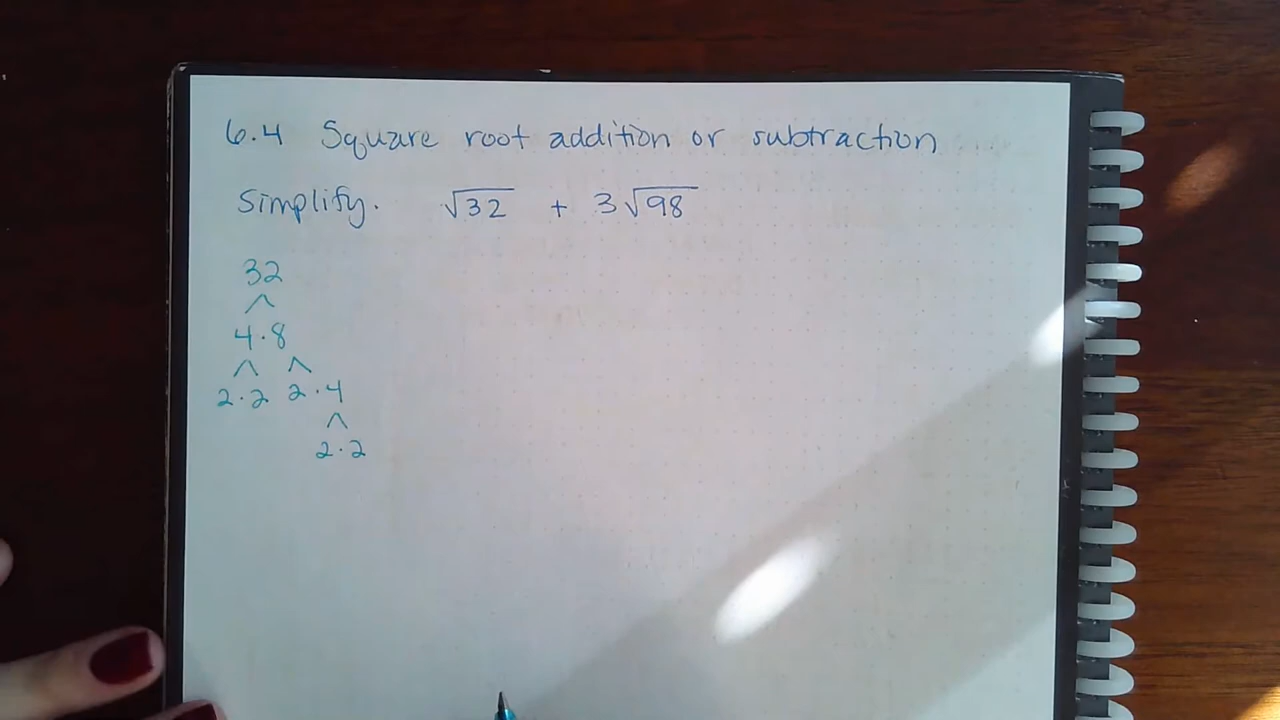 6.4 Square root addition or subtraction
Simplify. √32 + 3√98
32
4·8
2·2 2·4
2·2